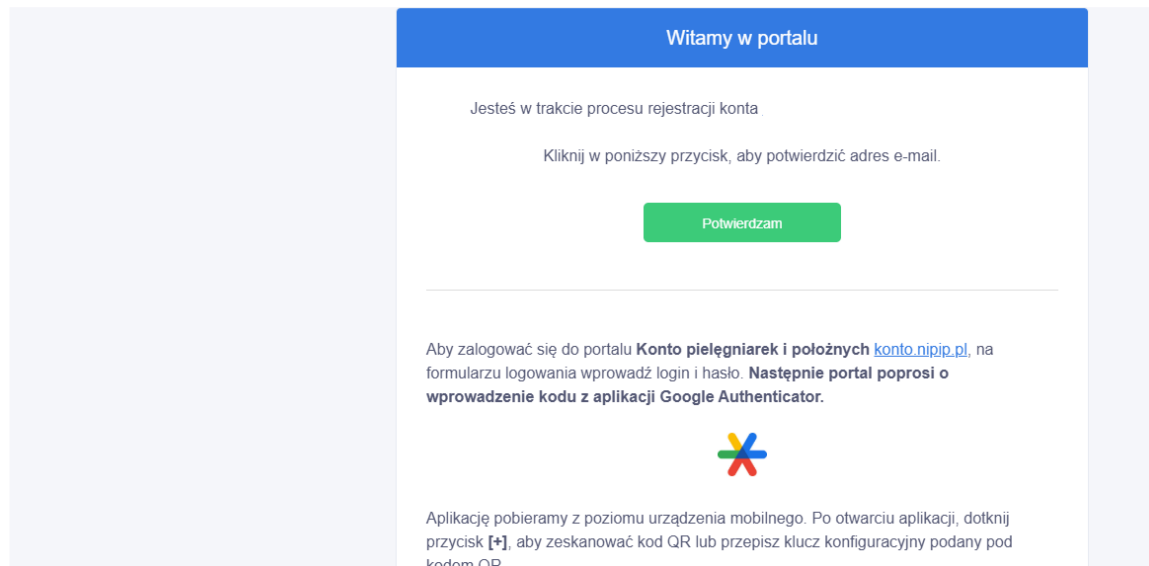 Witamy w portalu
Jesteś w trakcie procesu rejestracji konta
Kliknij w poniższy przycisk, aby potwierdzić adres e-mail.
Potwierdzam
Aby zalogować się do portalu Konto pielęgniarek i położnych konto.nipip.pl, na
formularzu logowania wprowadź login i hasło. Następnie portal poprosi o
wprowadzenie kodu z aplikacji Google Authenticator.
Aplikację pobieramy z poziomu urządzenia mobilnego. Po otwarciu aplikacji, dotknij
przycisk [+], aby zeskanować kod QR lub przepisz klucz konfiguracyjny podany pod
kodem QR